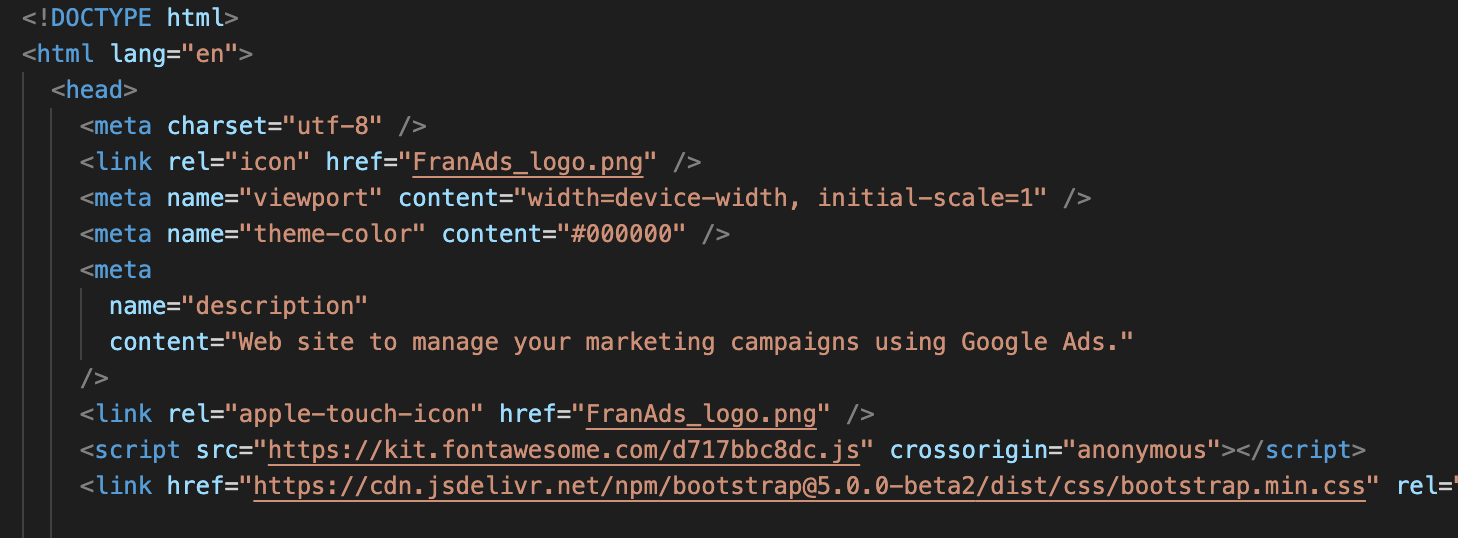 <!DOCTYPE html>
<html lang="en">
<head>
<meta charset="utf-8" />
<link rel="icon" href="FranAds_logo.png" />
<meta name="viewport" content="width=device-width, initial-scale=1" />
<meta name="theme-color" content="#000000" />
<meta
name="description"
content="Web site to manage your marketing campaigns using Google Ads."
/>
<link rel="apple-touch-icon" href="FranAds_logo.png" />
<script src="https://kit.fontawesome.com/d717bbc8dc.js" crossorigin="anonymous"></script>
<link href="https://cdn.jsdelivr.net/npm/bootstrap@5.0.0-beta2/dist/css/bootstrap.min.css" rel="